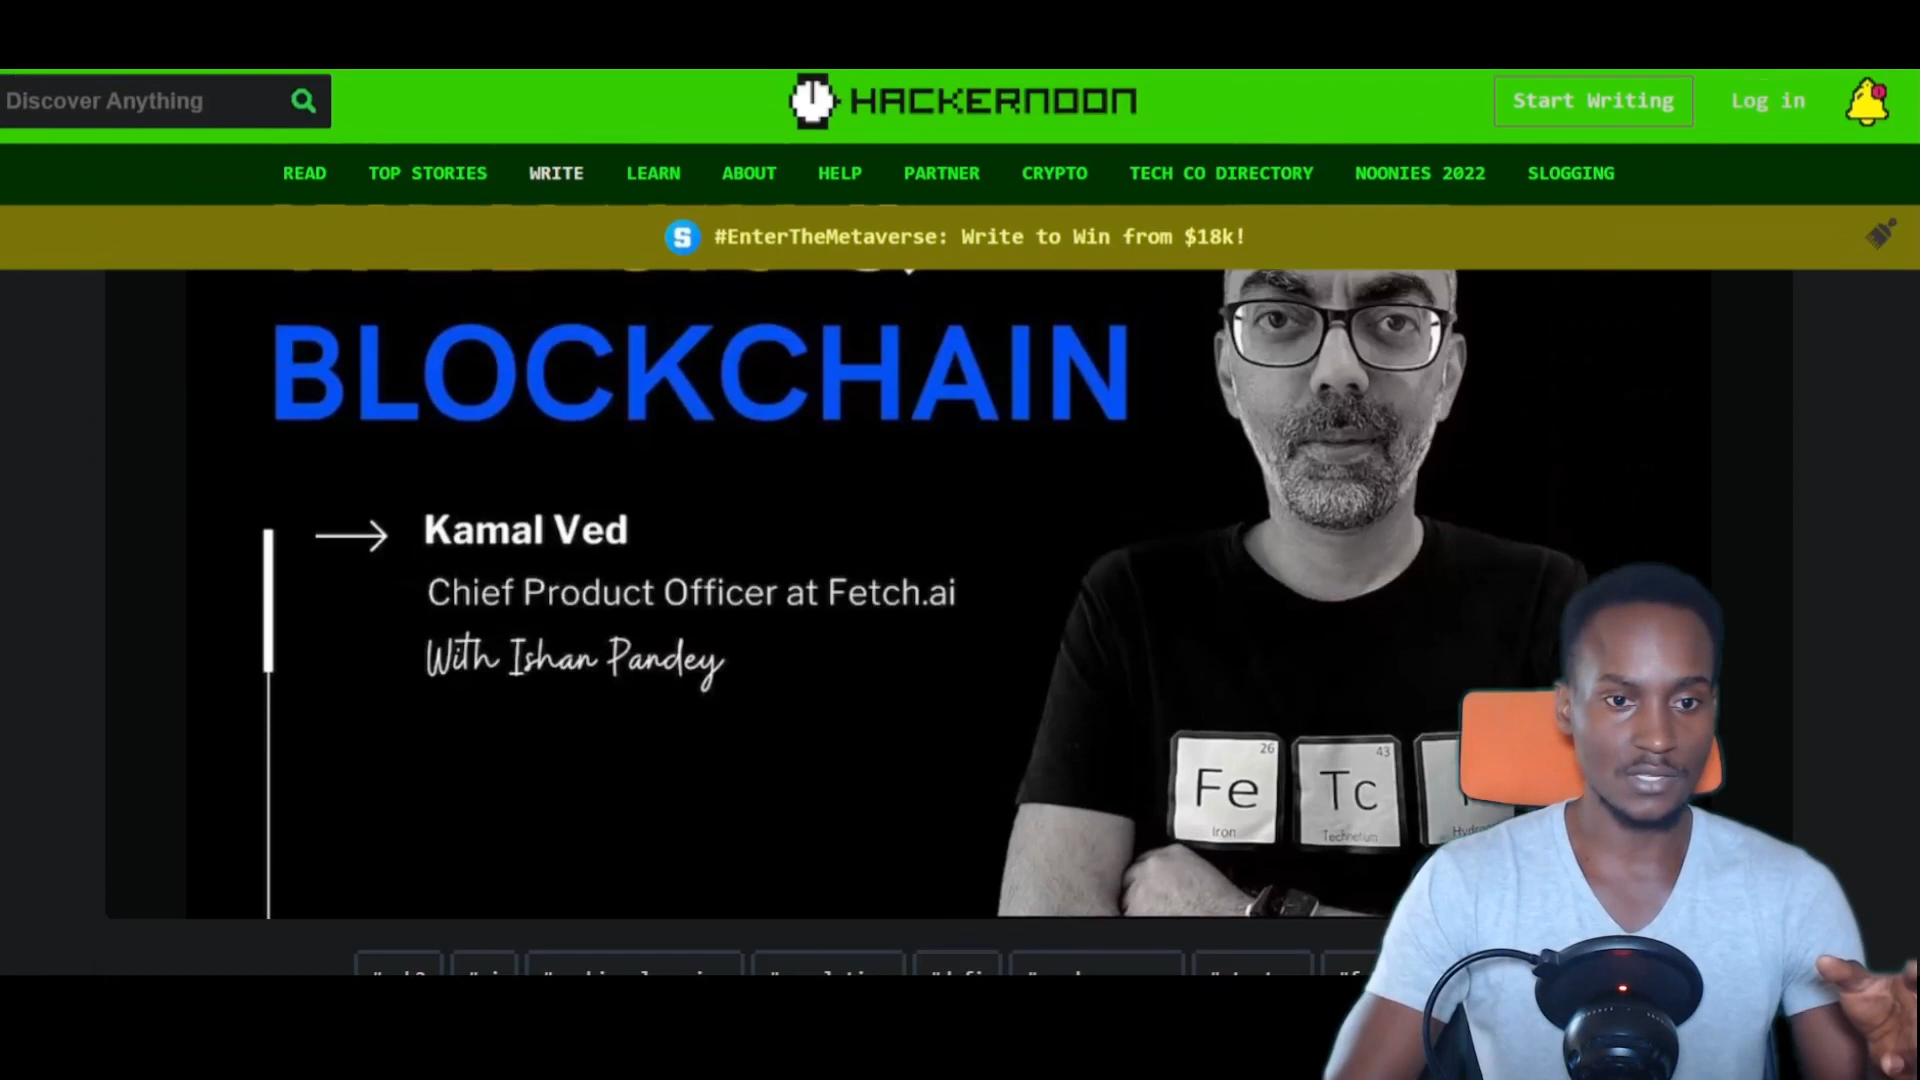 Discover Anything
HACKERNOON
Start Writing
Log in
READ
TOP STORIES
WRITE
LEARN
ABOUT
HELP
PARTNER
CRYPTO
TECH CO DIRECTORY
NOONIES 2022
SLOGGING
#EnterTheMetaverse: Write to Win from $18k!
BLOCKCHAIN
Kamal Ved
Chief Product Officer at Fetch.ai
With Ishan Pandey
26
Fe
Iron
43
Tc
Technetium